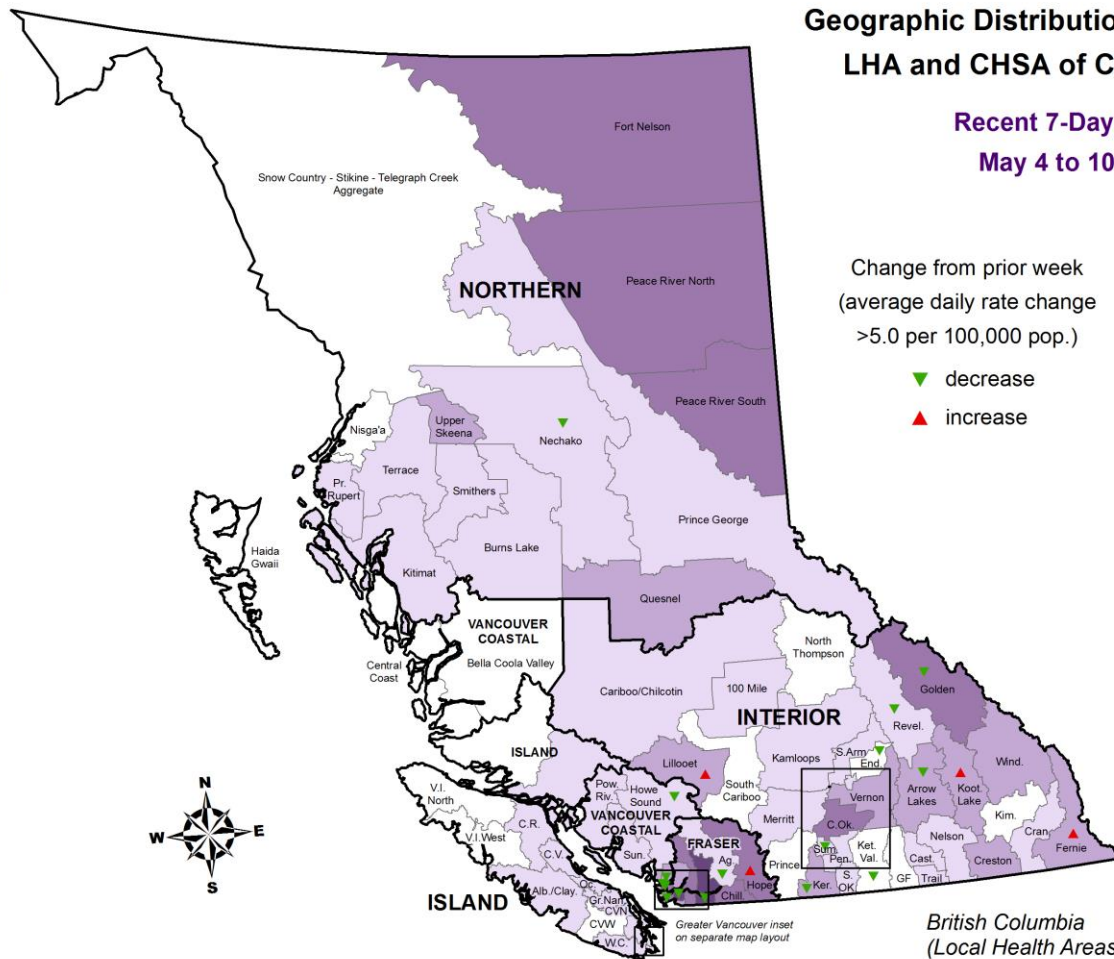 Geographic Distributio
LHA and CHSA of C
Recent 7-Day
May 4 to 10
Change from prior week
(average daily rate change
>5.0 per 100,000 pop.)
decrease
increase
Fort Nelson
Snow Country - Stikine - Telegraph Creek
Aggregate
NORTHERN
Peace River North
Peace River South
Nisga'a
Upper
Skeena
Nechako
Terrace
Pr.
Rupert
Smithers
Prince George
Burns Lake
Haida
Gwaii
Kitimat
Quesnel
VANCOUVER
COASTAL
Bella Coola Valley
Central
Coast
North
Thompson
Cariboo/Chilcotin
100 Mile
INTERIOR
Golden
Revel.
ISLAND
Lillooet
Kamloops
S.Arm
End.
Wind.
South
Cariboo
Arrow
Lakes
Koot.
Lake
V.I.
North
Pow.
Riv.
Howe
Sound
Vernon
C.Ok.
Merritt
VANCOUVER
COASTAL
V.I.West
C.R.
Kim.
Nelson
Cran.
Fernie
FRASER
Sum.
Ket.
Val.
Sun.
C.V.
Ag.
Prince
Pen.
Cast.
Creston
Alb./Clay.
Oc.
Hope
Ker.
S.
OK
GF
Trail
Chill.
Gr.Nan.
CVN
ISLAND
CVW
W.C.
Greater Vancouver inset
on separate map layout
N
W
E
S
British Columbia
(Local Health Areas